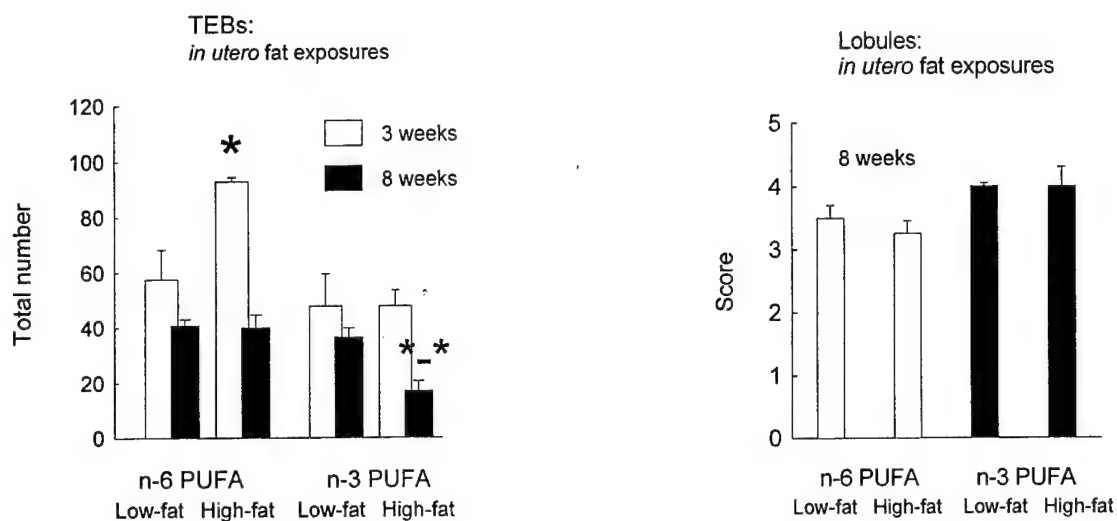 TEBs:
in utero fat exposures
120
100
80
60
40
20
0
Total number
*
3 weeks
8 weeks
*-*
n-6 PUFA n-3 PUFA
Low-fat High-fat Low-fat High-fat
Lobules:
in utero fat exposures
5
4
3
2
1
0
Score
8 weeks
n-6 PUFA n-3 PUFA
Low-fat High-fat Low-fat High-fat